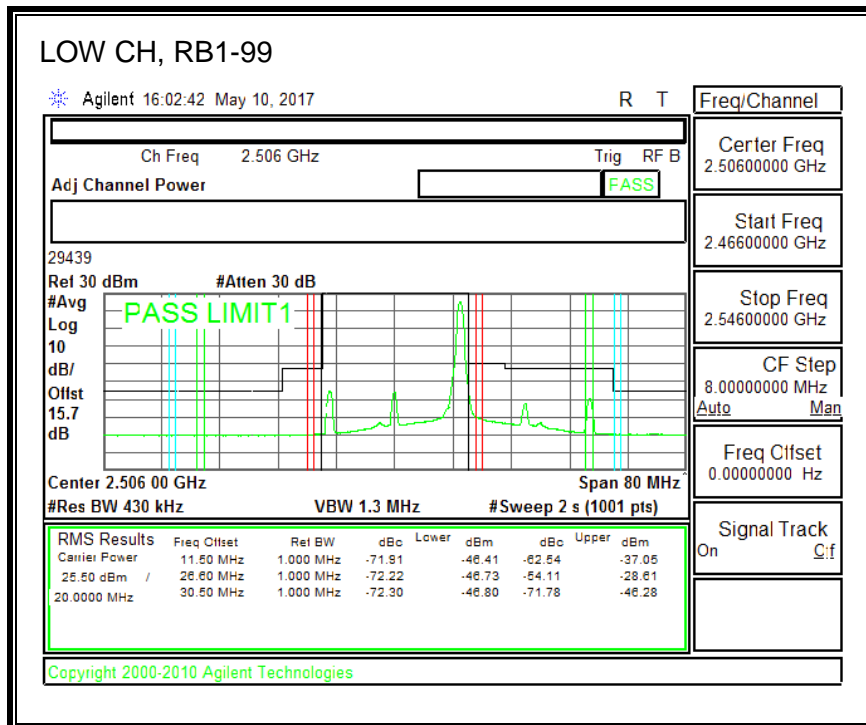 LOW CH, RB1-99
Agilent 16:02:42 May 10, 2017 R T
Ch Freq 2.506 GHz Trig RF B
Adj Channel Power PASS
29439
Ref 30 dBm #Atten 30 dB
#Avg
Log
10
dB/
Offst
15.7
dB
PASS LIMIT1
Center 2.506 00 GHz Span 80 MHz^
#Res BW 430 kHz VBW 1.3 MHz #Sweep 2 s (1001 pts)
RMS Results Freq Offset Ref BW dBc Lower dBm dBc Upper dBm
Carrier Power 11.50 MHz 1.000 MHz -71.91 -46.41 -62.54 -37.05
25.50 dBm / 26.60 MHz 1.000 MHz -72.22 -46.73 -54.11 -28.61
20.0000 MHz 30.50 MHz 1.000 MHz -72.30 -46.80 -71.78 -46.28
Copyright 2000-2010 Agilent Technologies
Freq/Channel
Center Freq
2.50600000 GHz
Start Freq
2.46600000 GHz
Stop Freq
2.54600000 GHz
CF Step
8.00000000 MHz
Auto Man
Freq Offset
0.00000000 Hz
Signal Track
On Off